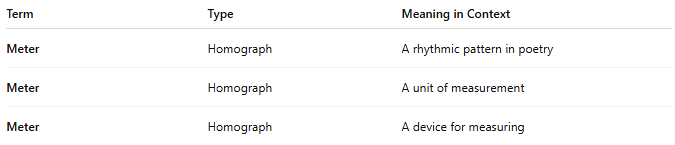 Term Type Meaning in Context
Meter Homograph A rhythmic pattern in poetry
Meter Homograph A unit of measurement
Meter Homograph A device for measuring